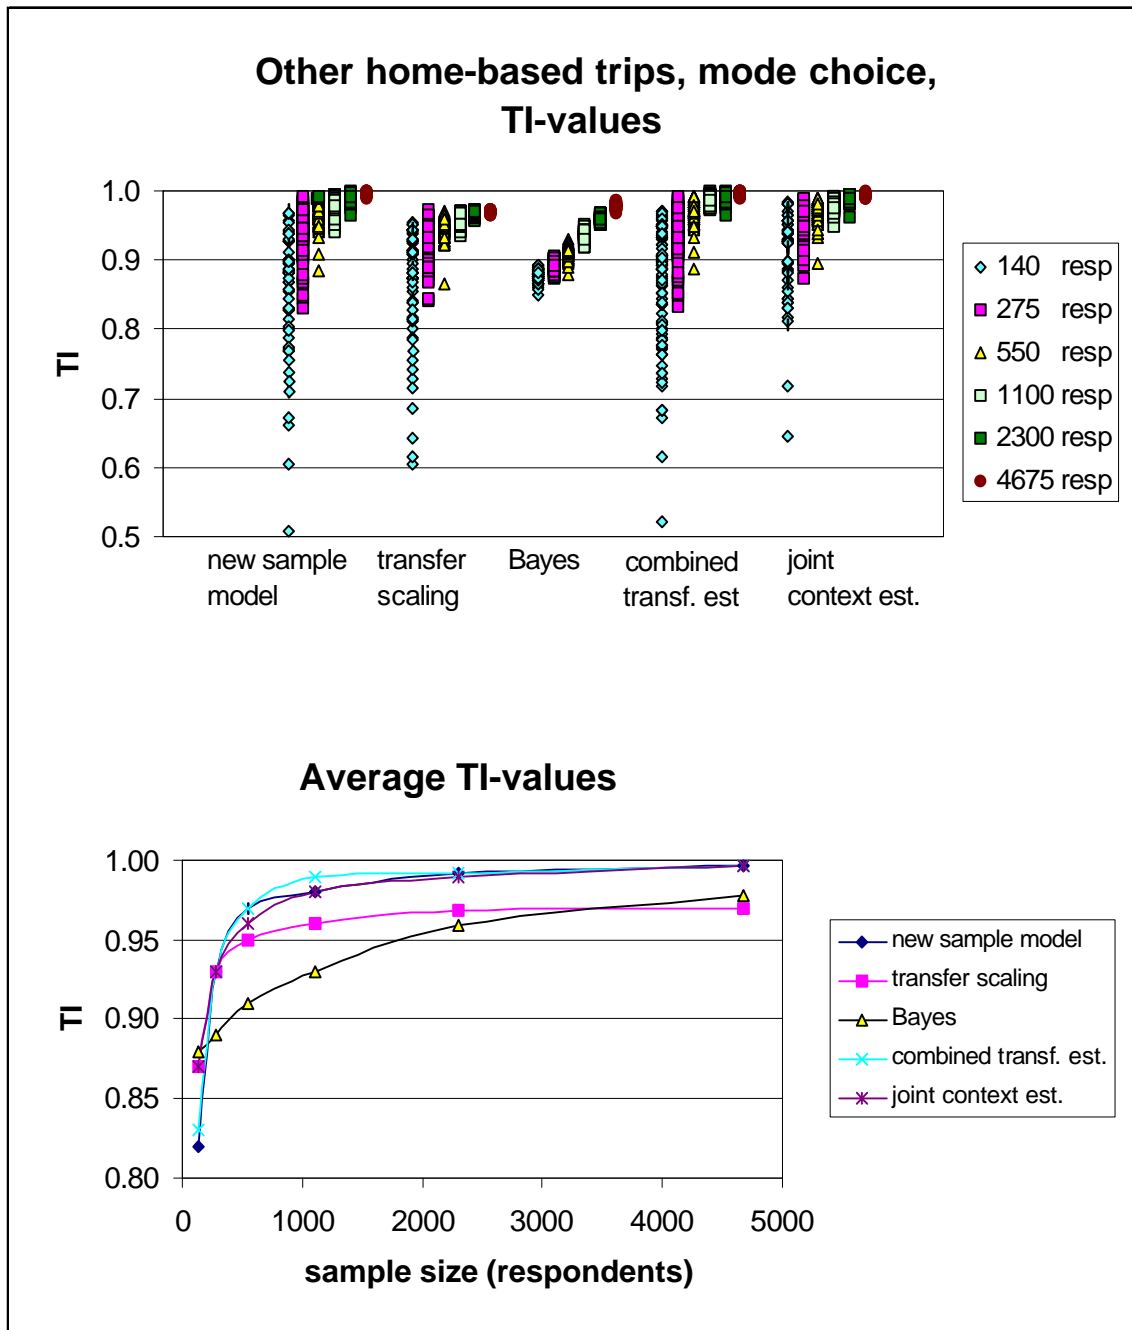 Other home-based trips, mode choice,
TI-values
1.0
0.9
0.8
0.7
0.6
0.5
TI
new sample
model
transfer
scaling
Bayes
combined
transf. est
joint
context est.
140 resp
275 resp
550 resp
1100 resp
2300 resp
4675 resp
Average TI-values
1.00
0.95
0.90
0.85
0.80
TI
0 1000 2000 3000 4000 5000
sample size (respondents)
new sample model
transfer scaling
Bayes
combined transf. est.
joint context est.